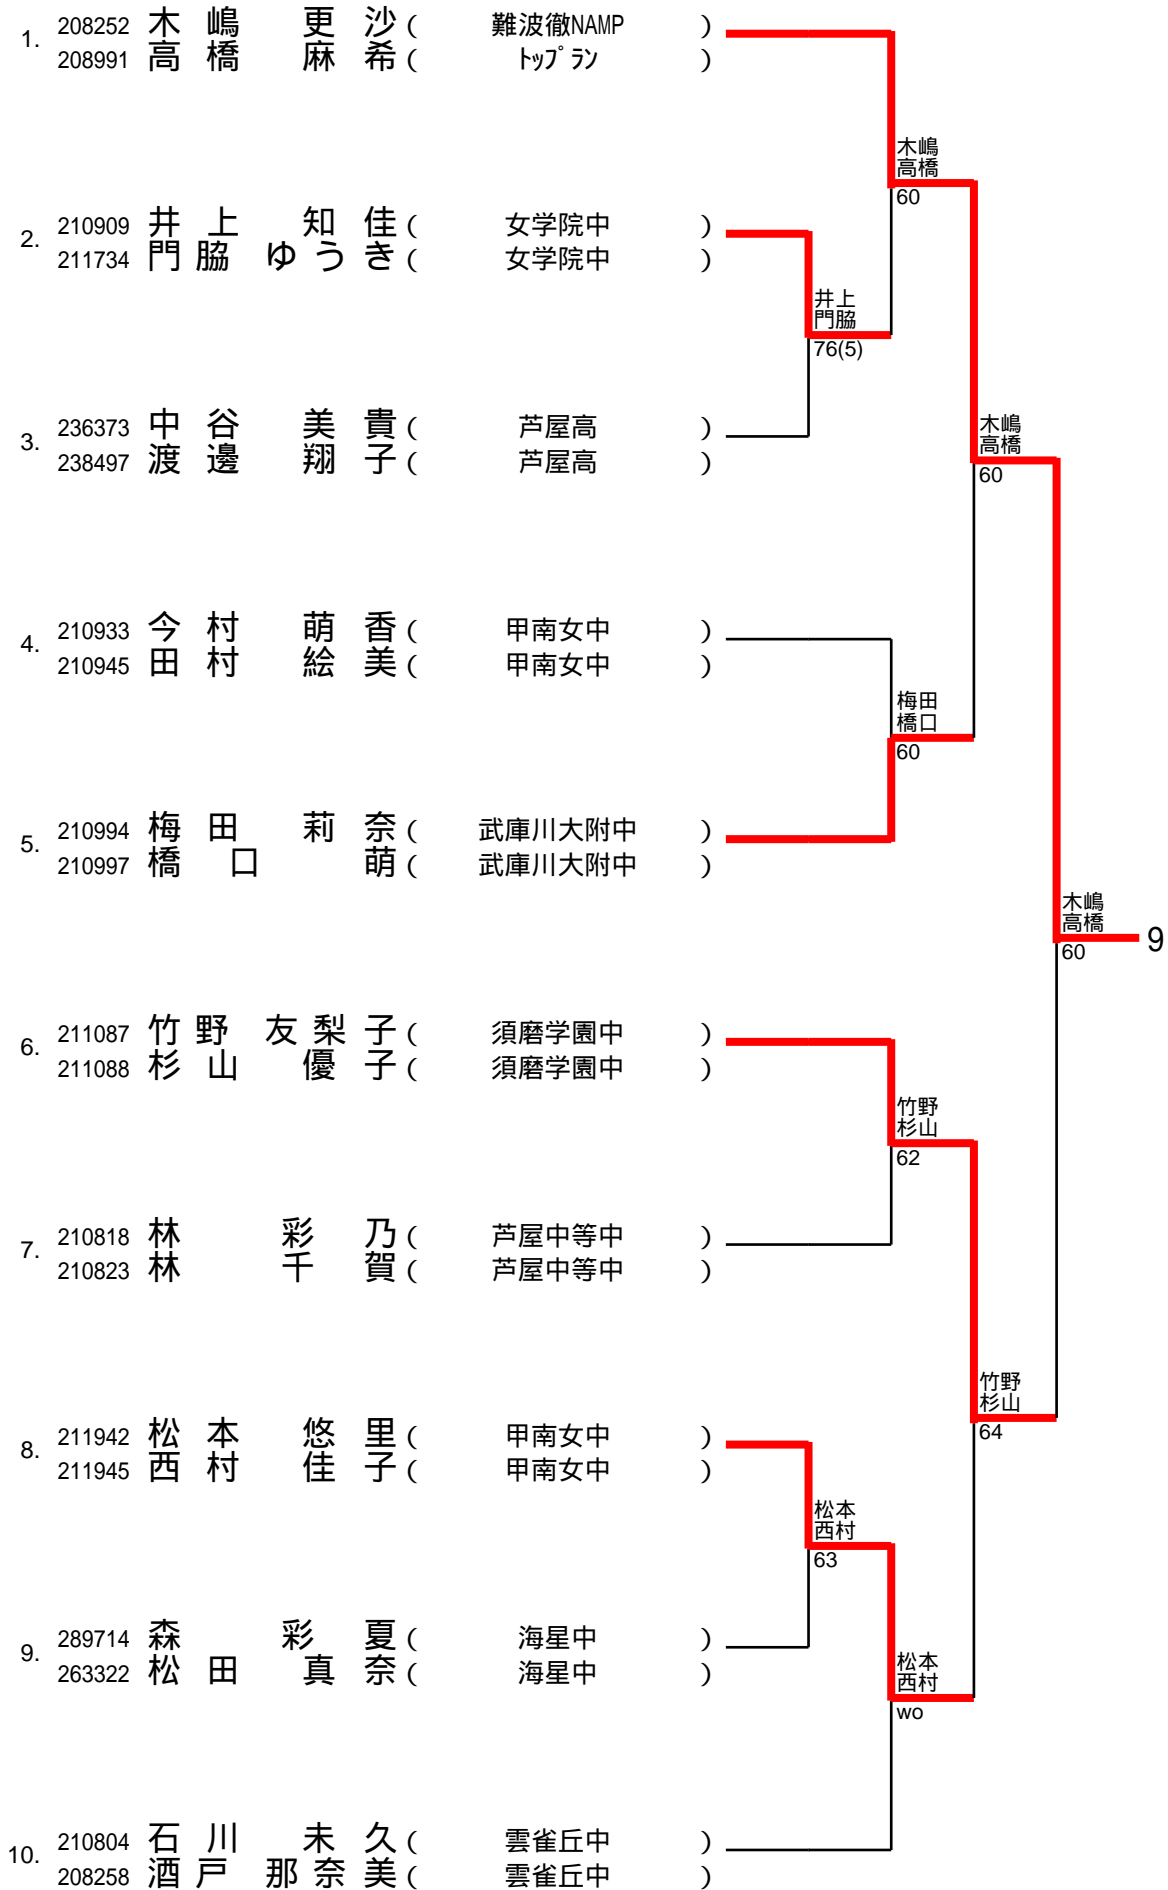 1. 208252 木嶋 更沙 ( 難波徹NAMP )
208991 高橋 麻希 ( トップラン )
木嶋
高橋
60
2. 210909 井上 知佳 ( 女学院中 )
211734 門脇 ゆうき ( 女学院中 )
井上
門脇
76(5)
3. 236373 中谷 美貴 ( 芦屋高 )
238497 渡邊 翔子 ( 芦屋高 )
木嶋
高橋
60
4. 210933 今村 萌香 ( 甲南女中 )
210945 田村 絵美 ( 甲南女中 )
梅田
橋口
60
5. 210994 梅田 莉奈 ( 武庫川大附中 )
210997 橋口 萌 ( 武庫川大附中 )
木嶋
高橋
60
9
6. 211087 竹野 友梨子 ( 須磨学園中 )
211088 杉山 優子 ( 須磨学園中 )
竹野
杉山
62
7. 210818 林 彩乃 ( 芦屋中等中 )
210823 林 千賀 ( 芦屋中等中 )
竹野
杉山
64
8. 211942 松本 悠里 ( 甲南女中 )
211945 西村 佳子 ( 甲南女中 )
松本
西村
63
9. 289714 森 彩夏 ( 海星中 )
263322 松田 真奈 ( 海星中 )
松本
西村
wo
10. 210804 石川 未久 ( 雲雀丘中 )
208258 酒戸 那奈美 ( 雲雀丘中 )